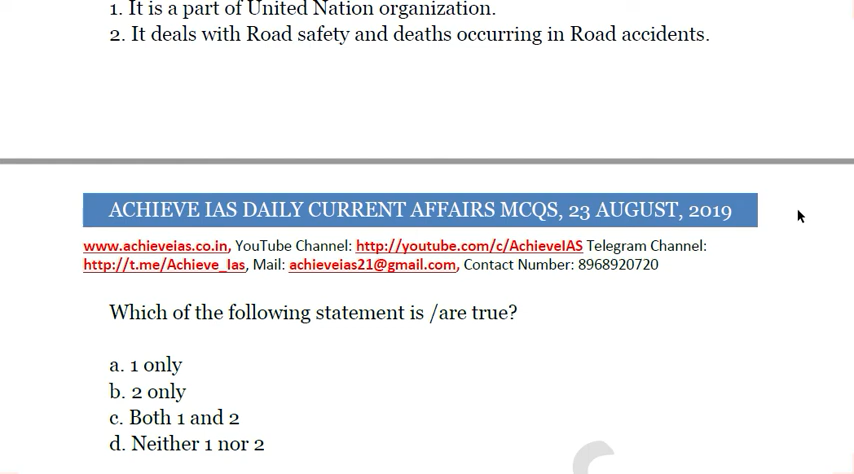 1. It is a part of United Nation organization.
2. It deals with Road safety and deaths occurring in Road accidents.
ACHIEVE IAS DAILY CURRENT AFFAIRS MCQS, 23 AUGUST, 2019
www.achieveias.co.in, YouTube Channel: http://youtube.com/c/AchieveIAS Telegram Channel:
http://t.me/Achieve_Ias, Mail: achieveias21@gmail.com, Contact Number: 8968920720
Which of the following statement is /are true?
a. 1 only
b. 2 only
c. Both 1 and 2
d. Neither 1 nor 2